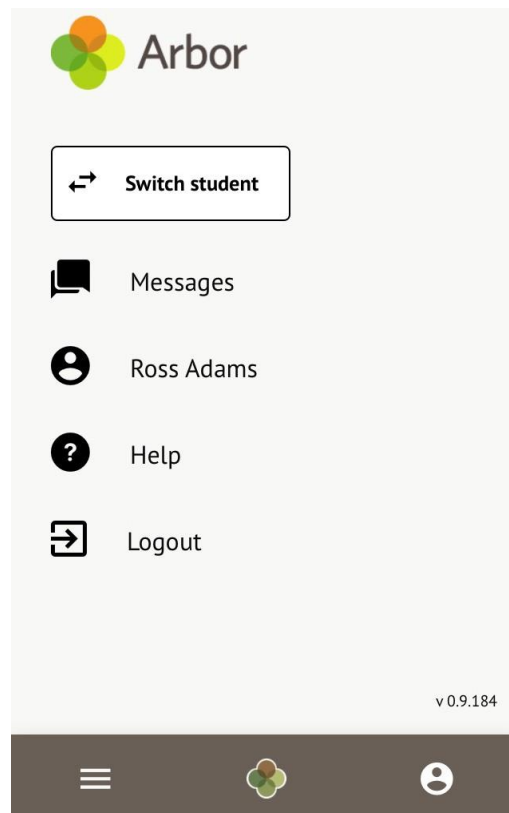 Arbor
Switch student
Messages
Ross Adams
? Help
Logout
v 0.9.184